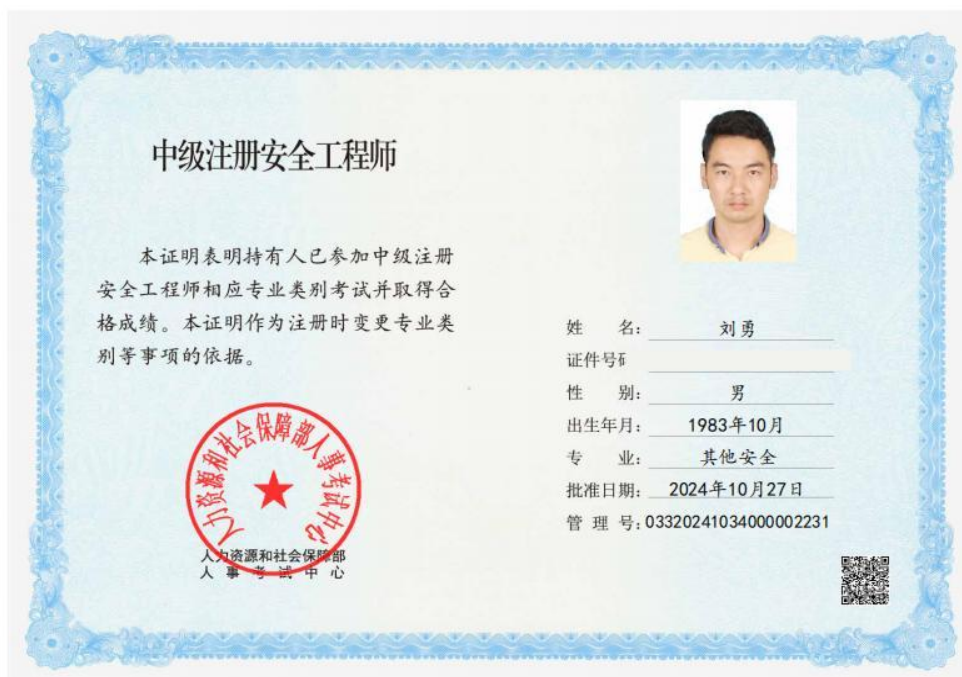 中级注册安全工程师
本证明表明持有人已参加中级注册
安全工程师相应专业类别考试并取得合
格成绩。本证明作为注册时变更专业类
别等事项的依据。
人力资源和社会保障部人事考试中心
人力资源和社会保障部
人事考试中心
姓 名: 刘勇
证件号码
性 别: 男
出生年月: 1983年10月
专 业: 其他安全
批准日期: 2024年10月27日
管 理 号: 03320241034000002231